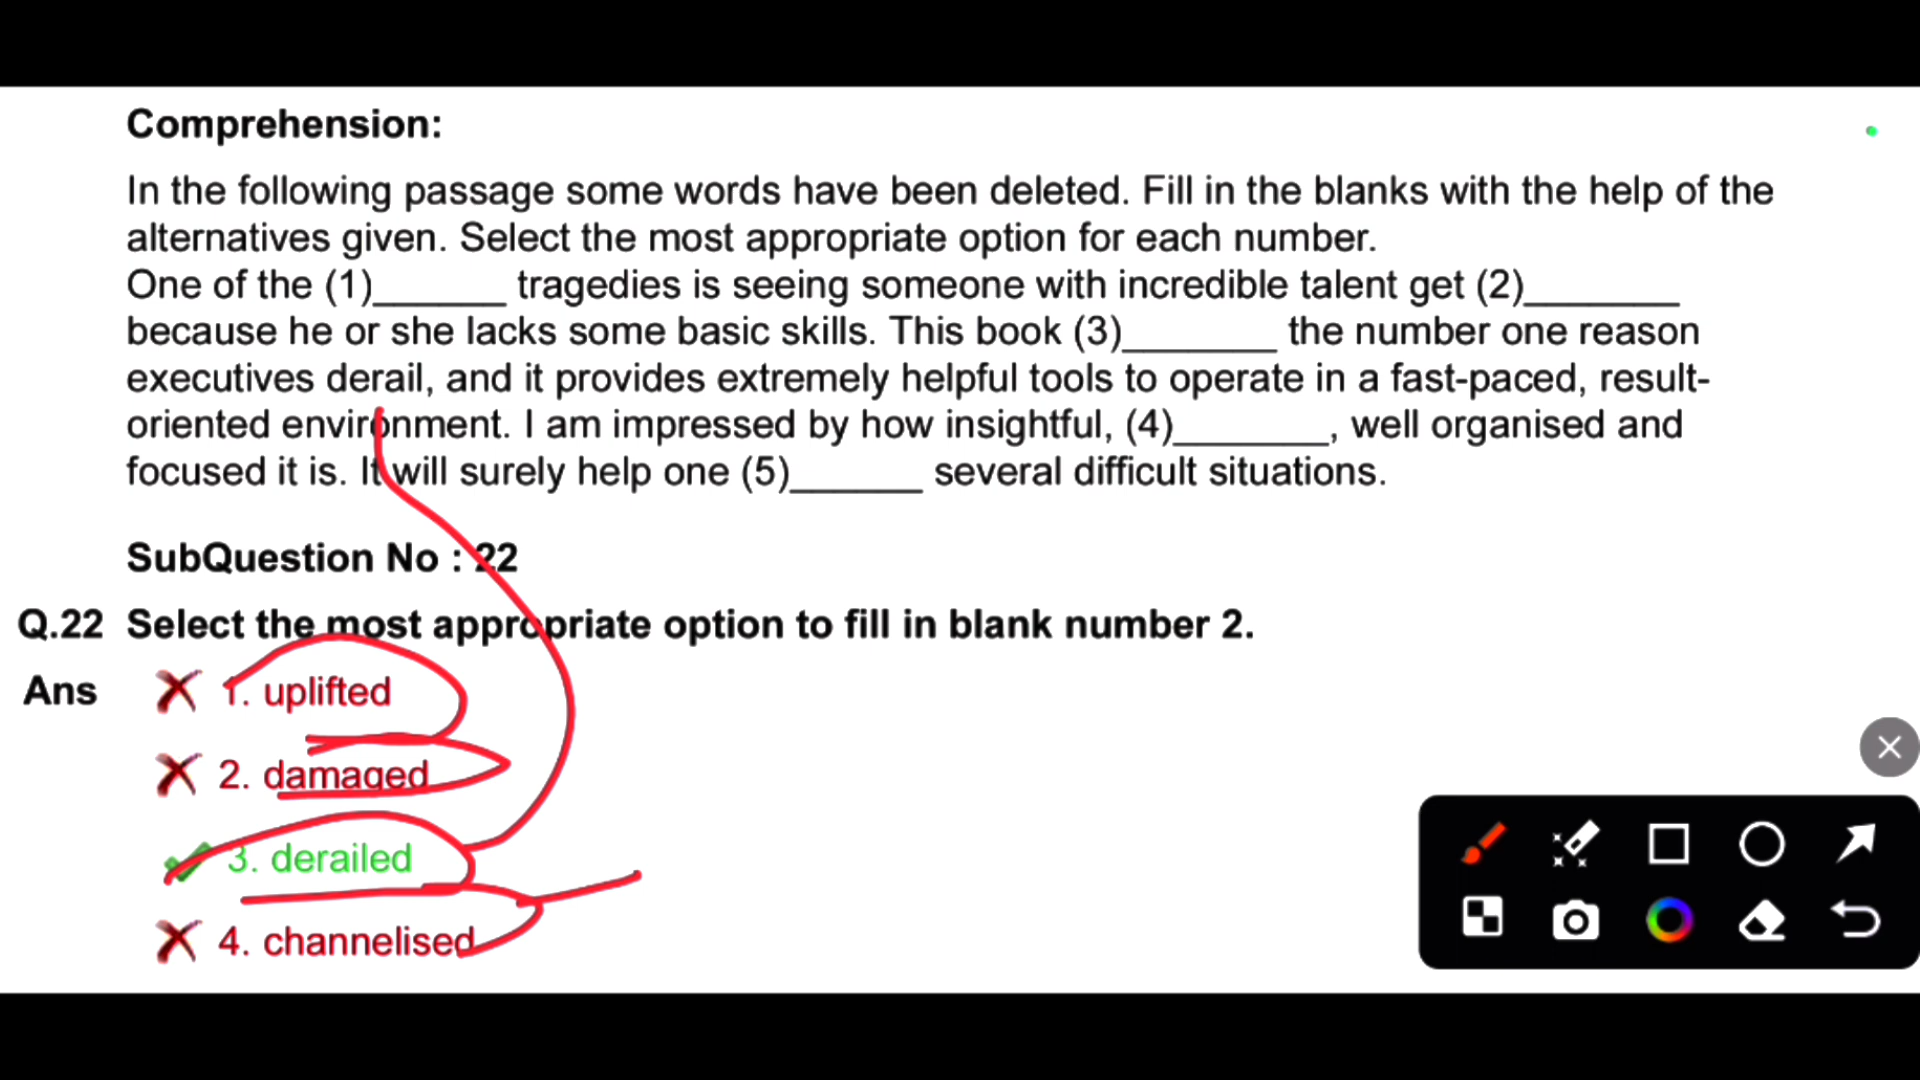 Comprehension:
In the following passage some words have been deleted. Fill in the blanks with the help of the
alternatives given. Select the most appropriate option for each number.
One of the (1)______ tragedies is seeing someone with incredible talent get (2)_______
because he or she lacks some basic skills. This book (3)_______ the number one reason
executives derail, and it provides extremely helpful tools to operate in a fast-paced, result-
oriented environment. I am impressed by how insightful, (4)_______, well organised and
focused it is. It will surely help one (5)______ several difficult situations.
SubQuestion No : 22
Q.22 Select the most appropriate option to fill in blank number 2.
Ans 1. uplifted
2. damaged
3. derailed
4. channelised